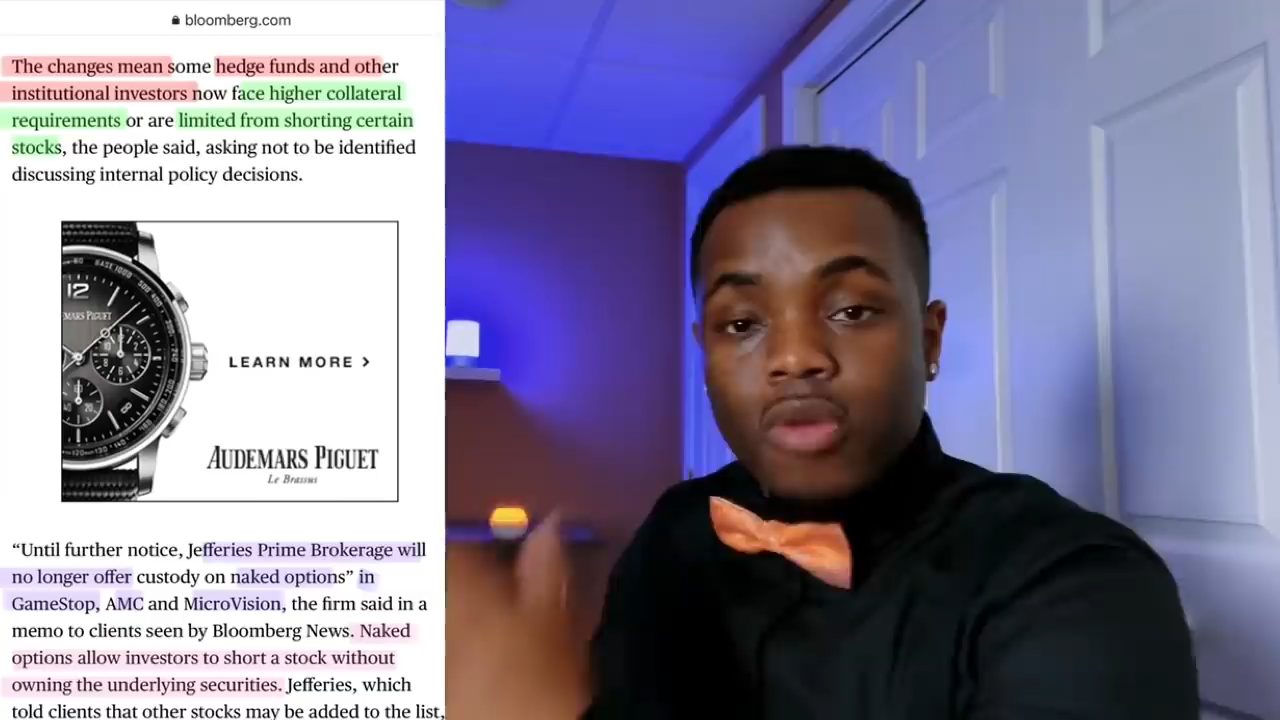 bloomberg.com
The changes mean some hedge funds and other
institutional investors now face higher collateral
requirements or are limited from shorting certain
stocks, the people said, asking not to be identified
discussing internal policy decisions.
12
LEARN MORE >
AUDEMARS PIGUET
Le Brassus
“Until further notice, Jefferies Prime Brokerage will
no longer offer custody on naked options” in
GameStop, AMC and MicroVision, the firm said in a
memo to clients seen by Bloomberg News. Naked
options allow investors to short a stock without
owning the underlying securities. Jefferies, which
told clients that other stocks may be added to the list,